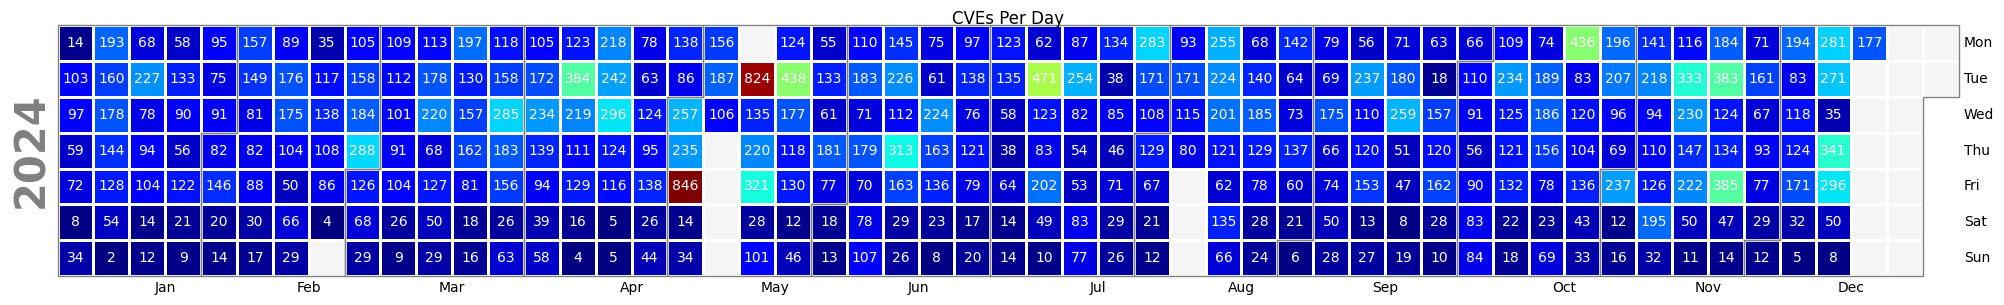 CVEs Per Day
14 193 68 58 95 157 89 35 105 109 113 197 118 105 123 218 78 138 156 124 55 110 145 75 97 123 62 87 134 283 93 255 68 142 79 56 71 63 66 109 74 436 196 141 116 184 71 194 281 177 Mon
103 160 227 133 75 149 176 117 158 112 178 130 158 172 384 242 63 86 187 824 438 133 183 226 61 138 135 471 254 38 171 171 224 140 64 69 237 180 18 110 234 189 83 207 218 333 383 161 83 271 Tue
97 178 78 90 91 81 175 138 184 101 220 157 285 234 219 296 124 257 106 135 177 61 71 112 224 76 58 123 82 85 108 115 201 185 73 175 110 259 157 91 125 186 120 96 94 230 124 67 118 35 Wed
59 144 94 56 82 82 104 108 288 91 68 162 183 139 111 124 95 235 220 118 181 179 313 163 121 38 83 54 46 129 80 121 129 137 66 120 51 120 56 121 156 104 69 110 147 134 93 124 341 Thu
72 128 104 122 146 88 50 86 126 104 127 81 156 94 129 116 138 846 321 130 77 70 163 136 79 64 202 53 71 67 62 78 60 74 153 47 162 90 132 78 136 237 126 222 385 77 171 296 Fri
8 54 14 21 20 30 66 4 68 26 50 18 26 39 16 5 26 14 28 12 18 78 29 23 17 14 49 83 29 21 135 28 21 50 13 8 28 83 22 23 43 12 195 50 47 29 32 50 Sat
34 2 12 9 14 17 29 29 9 29 16 63 58 4 5 44 34 101 46 13 107 26 8 20 14 10 77 26 12 66 24 6 28 27 19 10 84 18 69 33 16 32 11 14 12 5 8 Sun
Jan Feb Mar Apr May Jun Jul Aug Sep Oct Nov Dec
2024